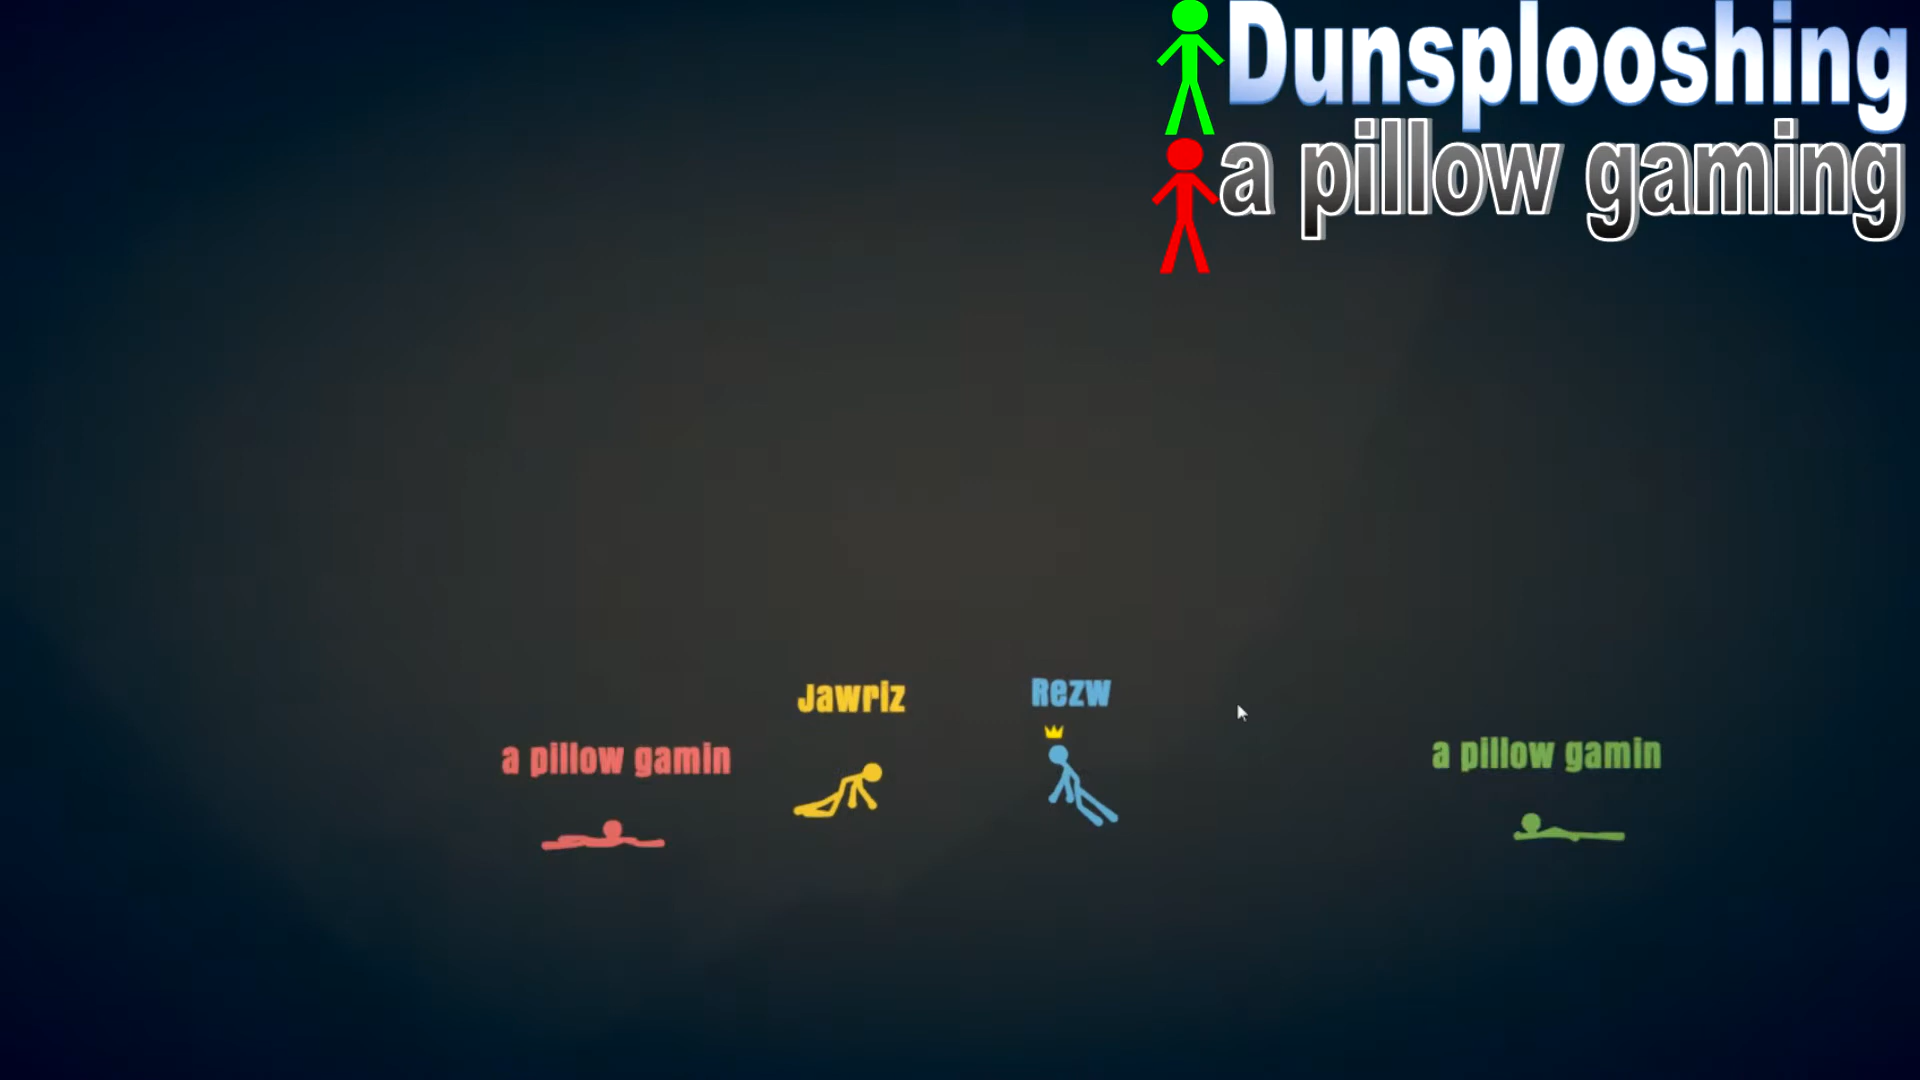 Dunsplooshing
a pillow gaming
Jawriz
Rezw
a pillow gamin
a pillow gamin